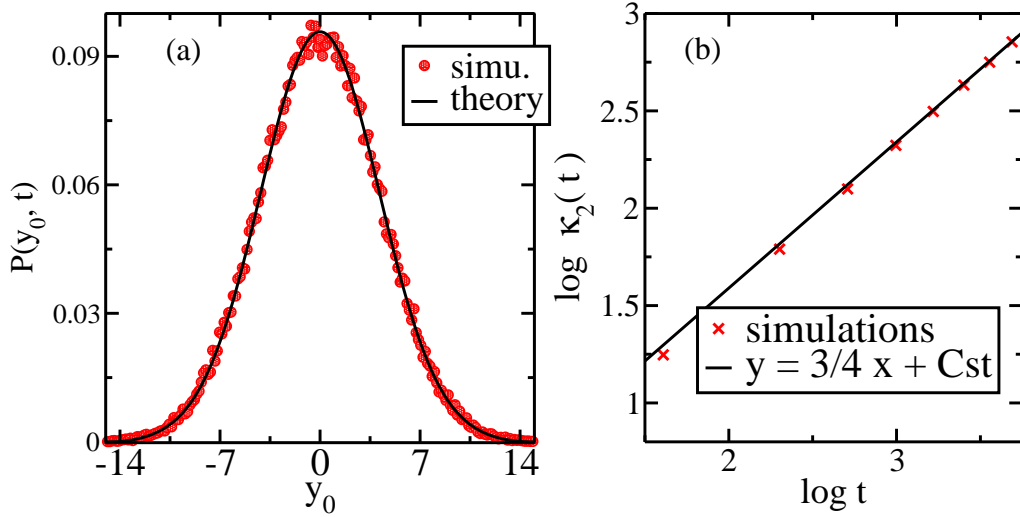 (a)
simu.
theory
0.09
0.06
0.03
0
P(y₀, t)
-14
-7
0
7
14
y₀
(b)
3
2.5
2
1.5
1
log κ₂(t)
simulations
y = 3/4 x + Cst
2
3
log t